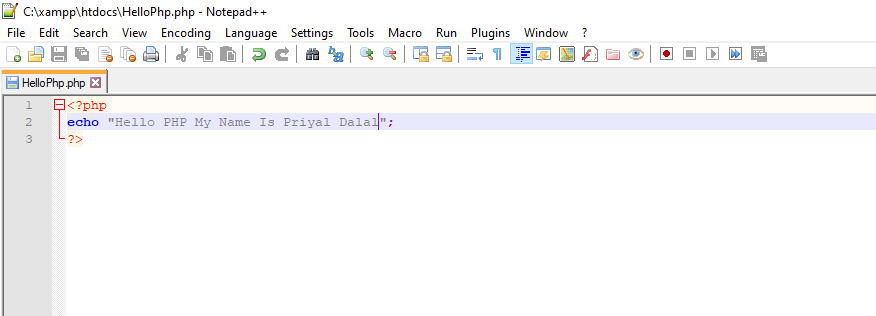 C:\xampp\htdocs\HelloPhp.php - Notepad++
File Edit Search View Encoding Language Settings Tools Macro Run Plugins Window ?
HelloPhp.php
1 <?php
2 echo "Hello PHP My Name Is Priyal Dalal";
3 ?>